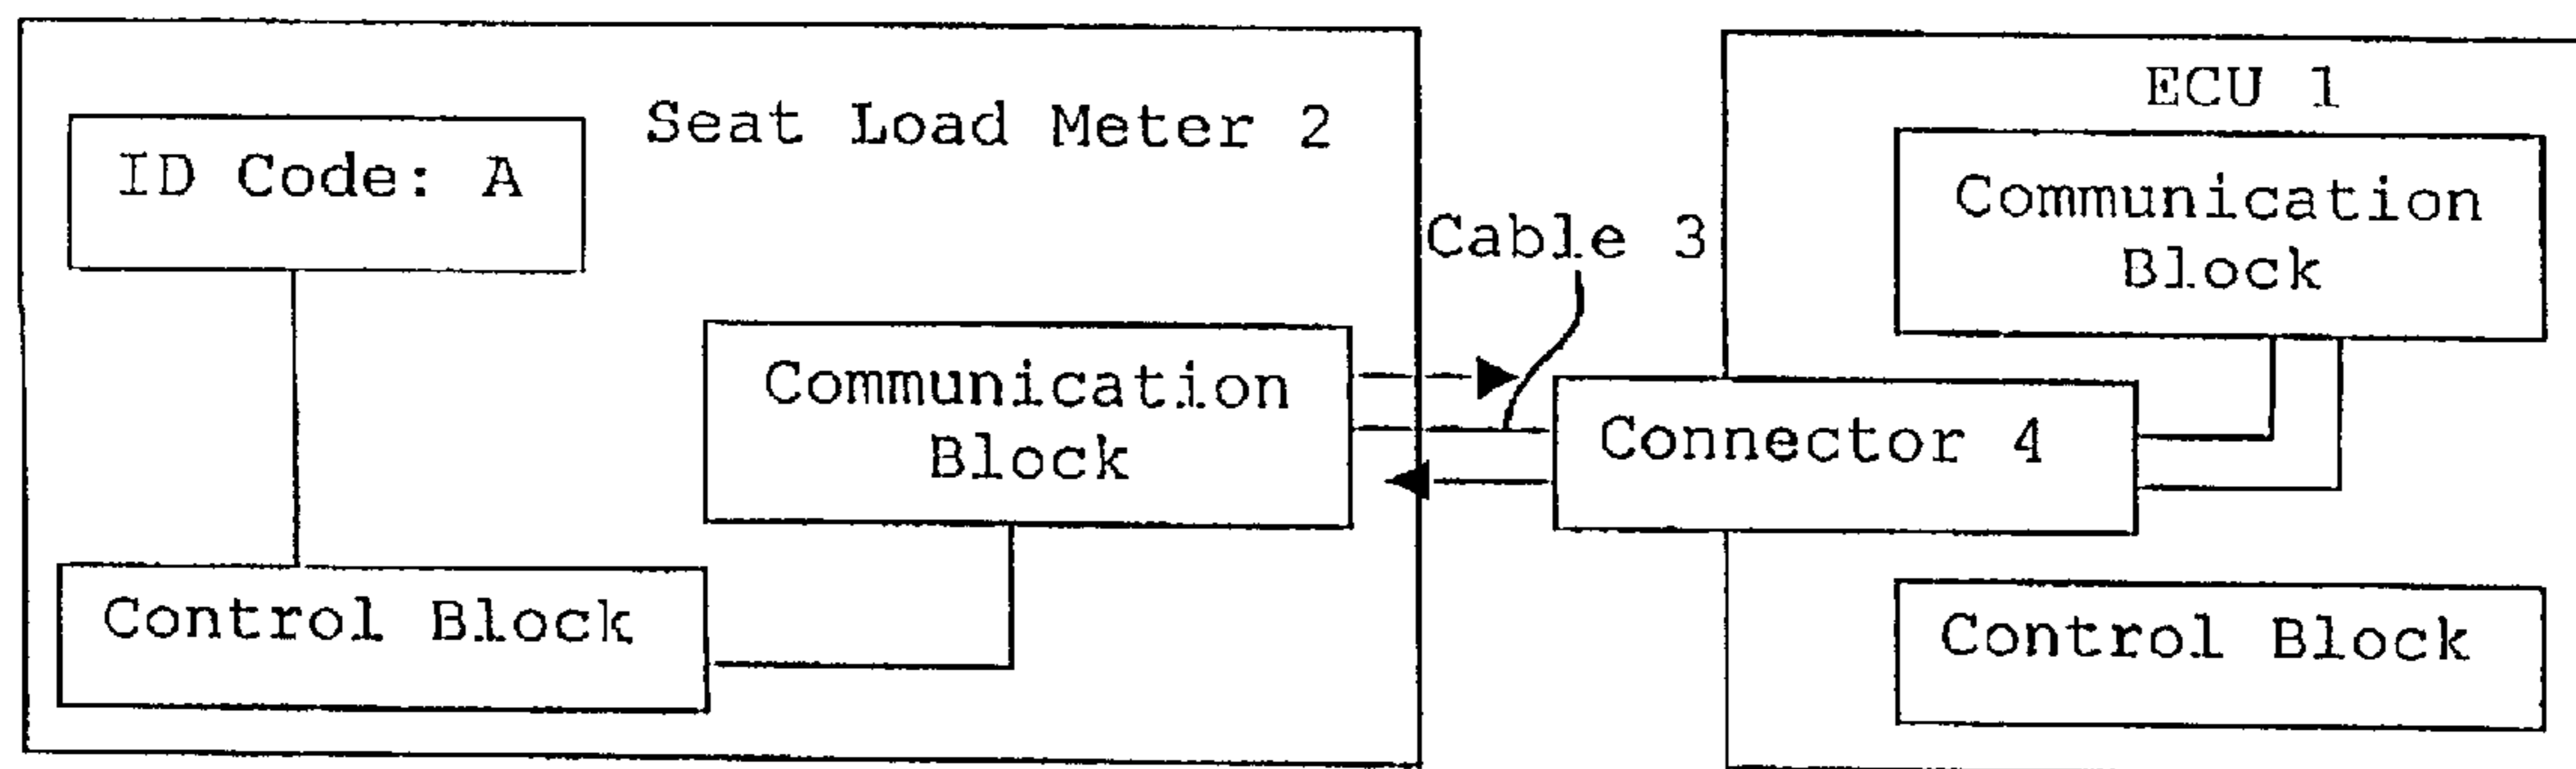 Seat Load Meter 2
ID Code: A
Communication
Block
Control Block
Cable 3
Connector 4
ECU 1
Communication
Block
Control Block